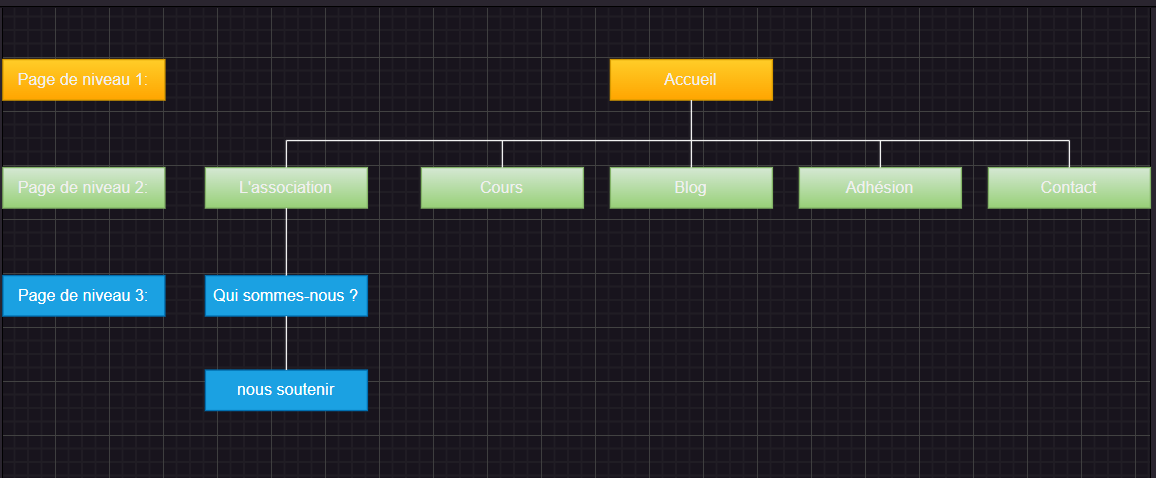 Page de niveau 1:
Accueil
Page de niveau 2:
L'association
Cours
Blog
Adhésion
Contact
Page de niveau 3:
Qui sommes-nous ?
nous soutenir